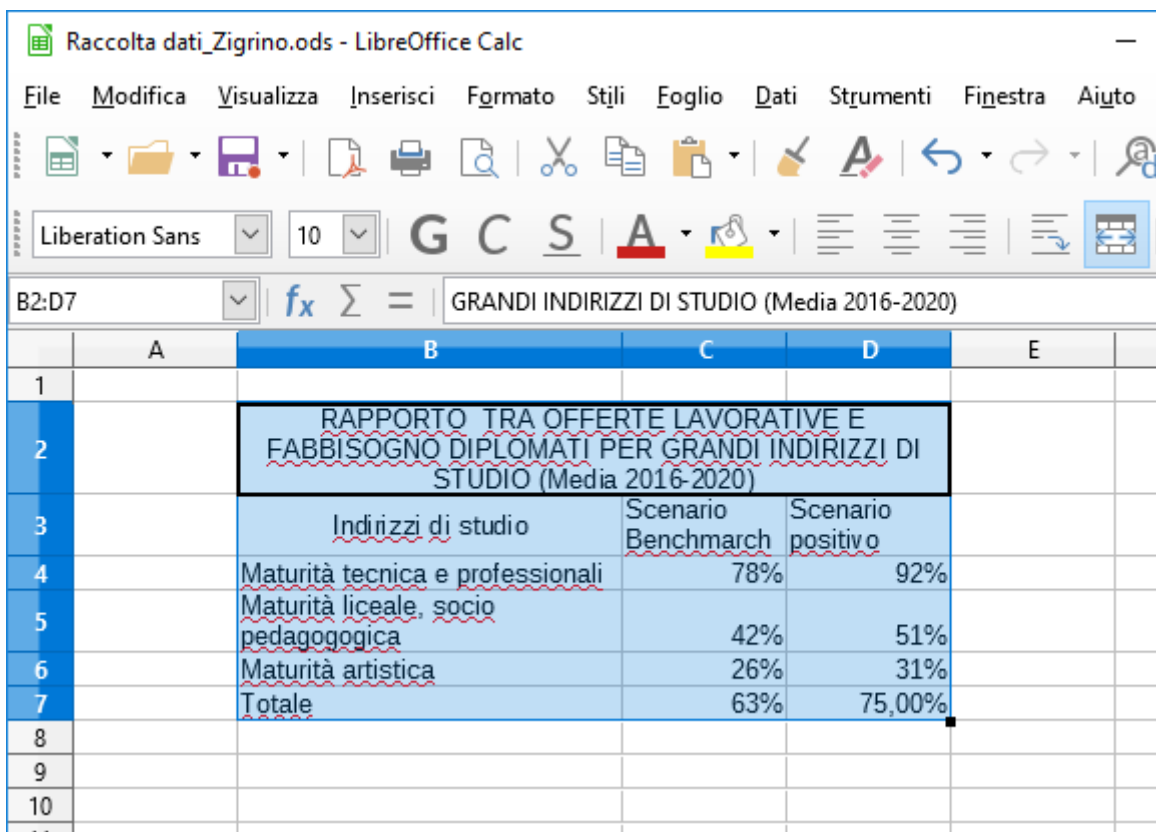 Raccolta dati_Zigrino.ods - LibreOffice Calc
File Modifica Visualizza Inserisci Formato Stili Foglio Dati Strumenti Finestra Aiuto
Liberation Sans 10 G C S A
B2:D7 fx Σ = GRANDI INDIRIZZI DI STUDIO (Media 2016-2020)
A B C D E
1
2 RAPPORTO TRA OFFERTE LAVORATIVE E
FABBISOGNO DIPLOMATI PER GRANDI INDIRIZZI DI
STUDIO (Media 2016-2020)
3 Indirizzi di studio Scenario Benchmarch Scenario positivo
4 Maturità tecnica e professionali 78% 92%
5 Maturità liceale, socio
pedagogogica 42% 51%
6 Maturità artistica 26% 31%
7 Totale 63% 75,00%
8
9
10